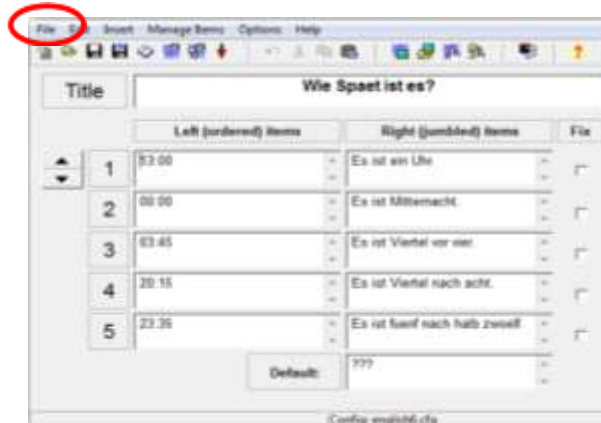 File Edit Insert Manage Items Options Help
Title Wie Spaet ist es?
Left (ordered) items Right (jumbled) items Fix
1 13:00 Es ist ein Uhr.
2 00:00 Es ist Mitternacht.
3 03:45 Es ist Viertel vor vier.
4 20:15 Es ist Viertel nach acht.
5 23:35 Es ist fuenf nach halb zwoelf
Default: ???
Config: english6.cfg